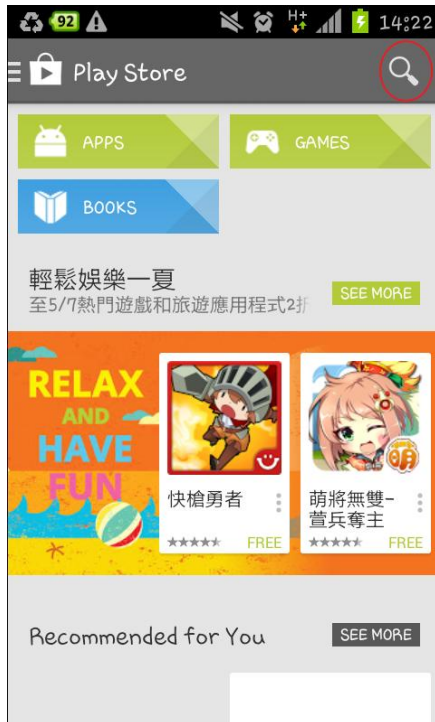 92
H+
14:22
Play Store
APPS
GAMES
BOOKS
輕鬆娛樂一夏
至5/7熱門遊戲和旅遊應用程式2折
SEE MORE
RELAX
AND
HAVE
FUN
快槍勇者
FREE
萌將無雙-
萱兵奪主
FREE
萌
Recommended for You
SEE MORE